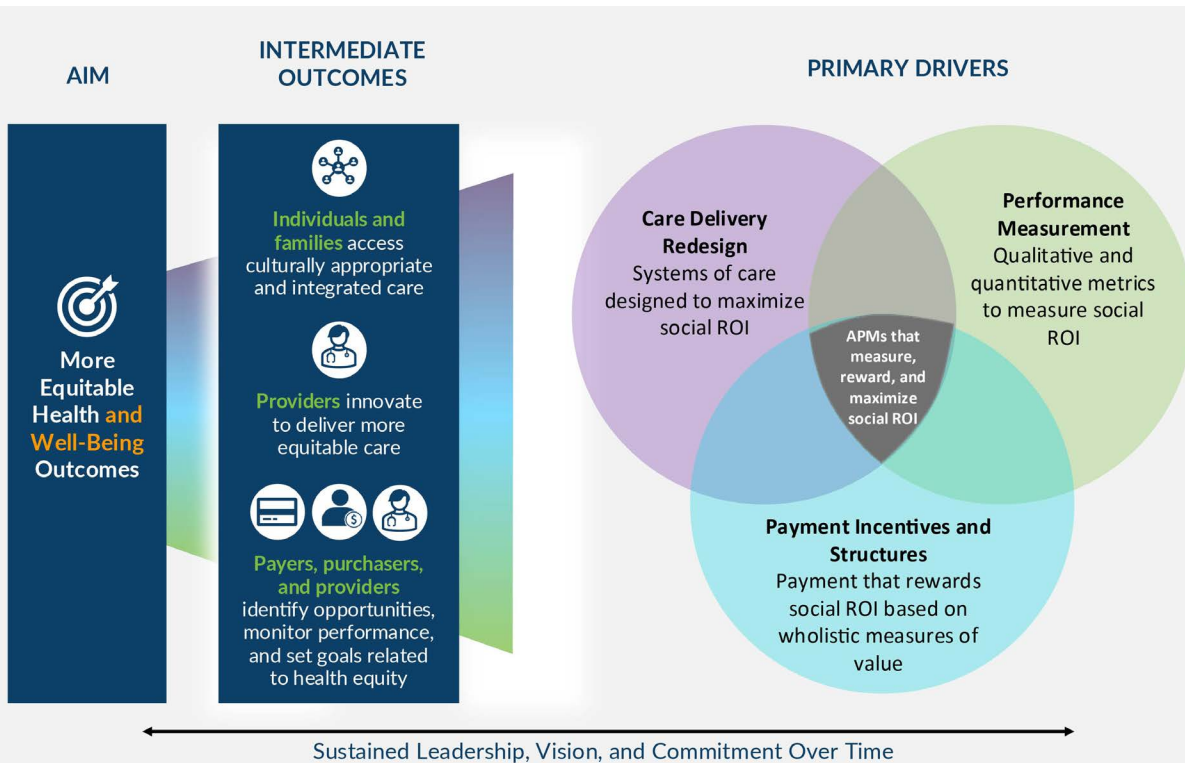 AIM
More
Equitable
Health and
Well-Being
Outcomes
INTERMEDIATE
OUTCOMES
Individuals and
families access
culturally appropriate
and integrated care
Providers innovate
to deliver more
equitable care
$
Payers, purchasers,
and providers
identify opportunities,
monitor performance,
and set goals related
to health equity
PRIMARY DRIVERS
Care Delivery
Redesign
Systems of care
designed to maximize
social ROI
Performance
Measurement
Qualitative and
quantitative metrics
to measure social
ROI
APMs that
measure,
reward, and
maximize
social ROI
Payment Incentives and
Structures
Payment that rewards
social ROI based on
wholistic measures of
value
Sustained Leadership, Vision, and Commitment Over Time